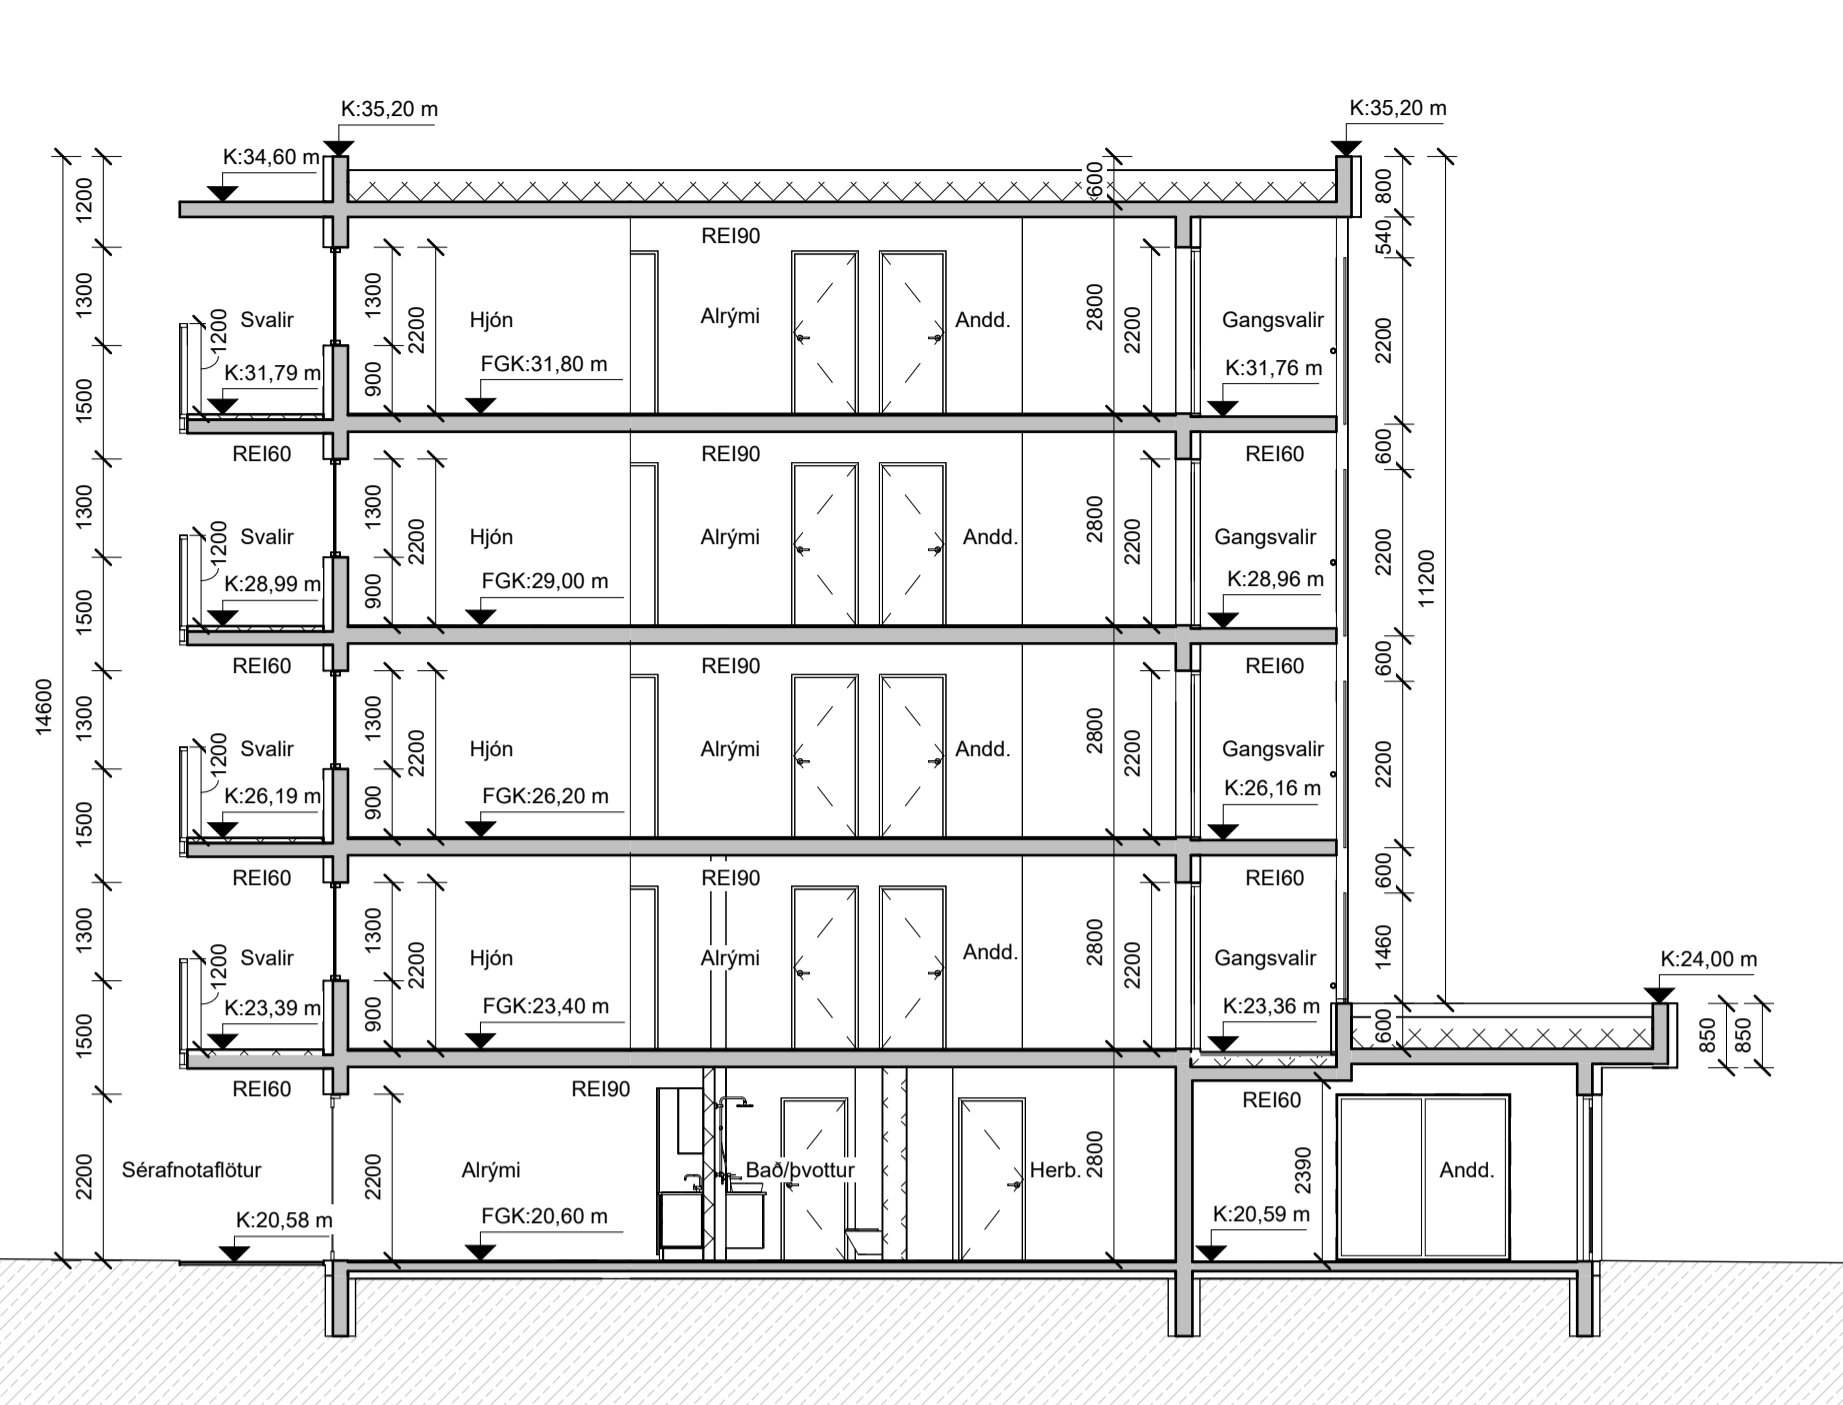 K:35,20 m
K:35,20 m
K:34,60 m
1200
600
800
REI90
540
1300
1300
2200
1200
Svalir
Hjón
Alrými
Andd.
2800
2200
Gangsvalir
2200
K:31,79 m
FGK:31,80 m
K:31,76 m
900
1500
REI60
REI90
REI60
600
1300
1300
2200
1200
Svalir
Hjón
Alrými
Andd.
2800
2200
Gangsvalir
2200
11200
K:28,99 m
FGK:29,00 m
K:28,96 m
900
1500
REI60
REI90
REI60
600
14600
1300
1300
2200
1200
Svalir
Hjón
Alrými
Andd.
2800
2200
Gangsvalir
2200
K:26,19 m
FGK:26,20 m
K:26,16 m
900
1500
REI60
REI90
REI60
600
1300
1300
2200
1200
Svalir
Hjón
Alrými
Andd.
2800
2200
Gangsvalir
1460
K:24,00 m
K:23,39 m
FGK:23,40 m
K:23,36 m
900
1500
600
850
850
REI60
REI90
REI60
2200
Sérafnotaflötur
2200
Alrými
Bað/þvottur
Herb.
2800
2390
Andd.
K:20,58 m
FGK:20,60 m
K:20,59 m